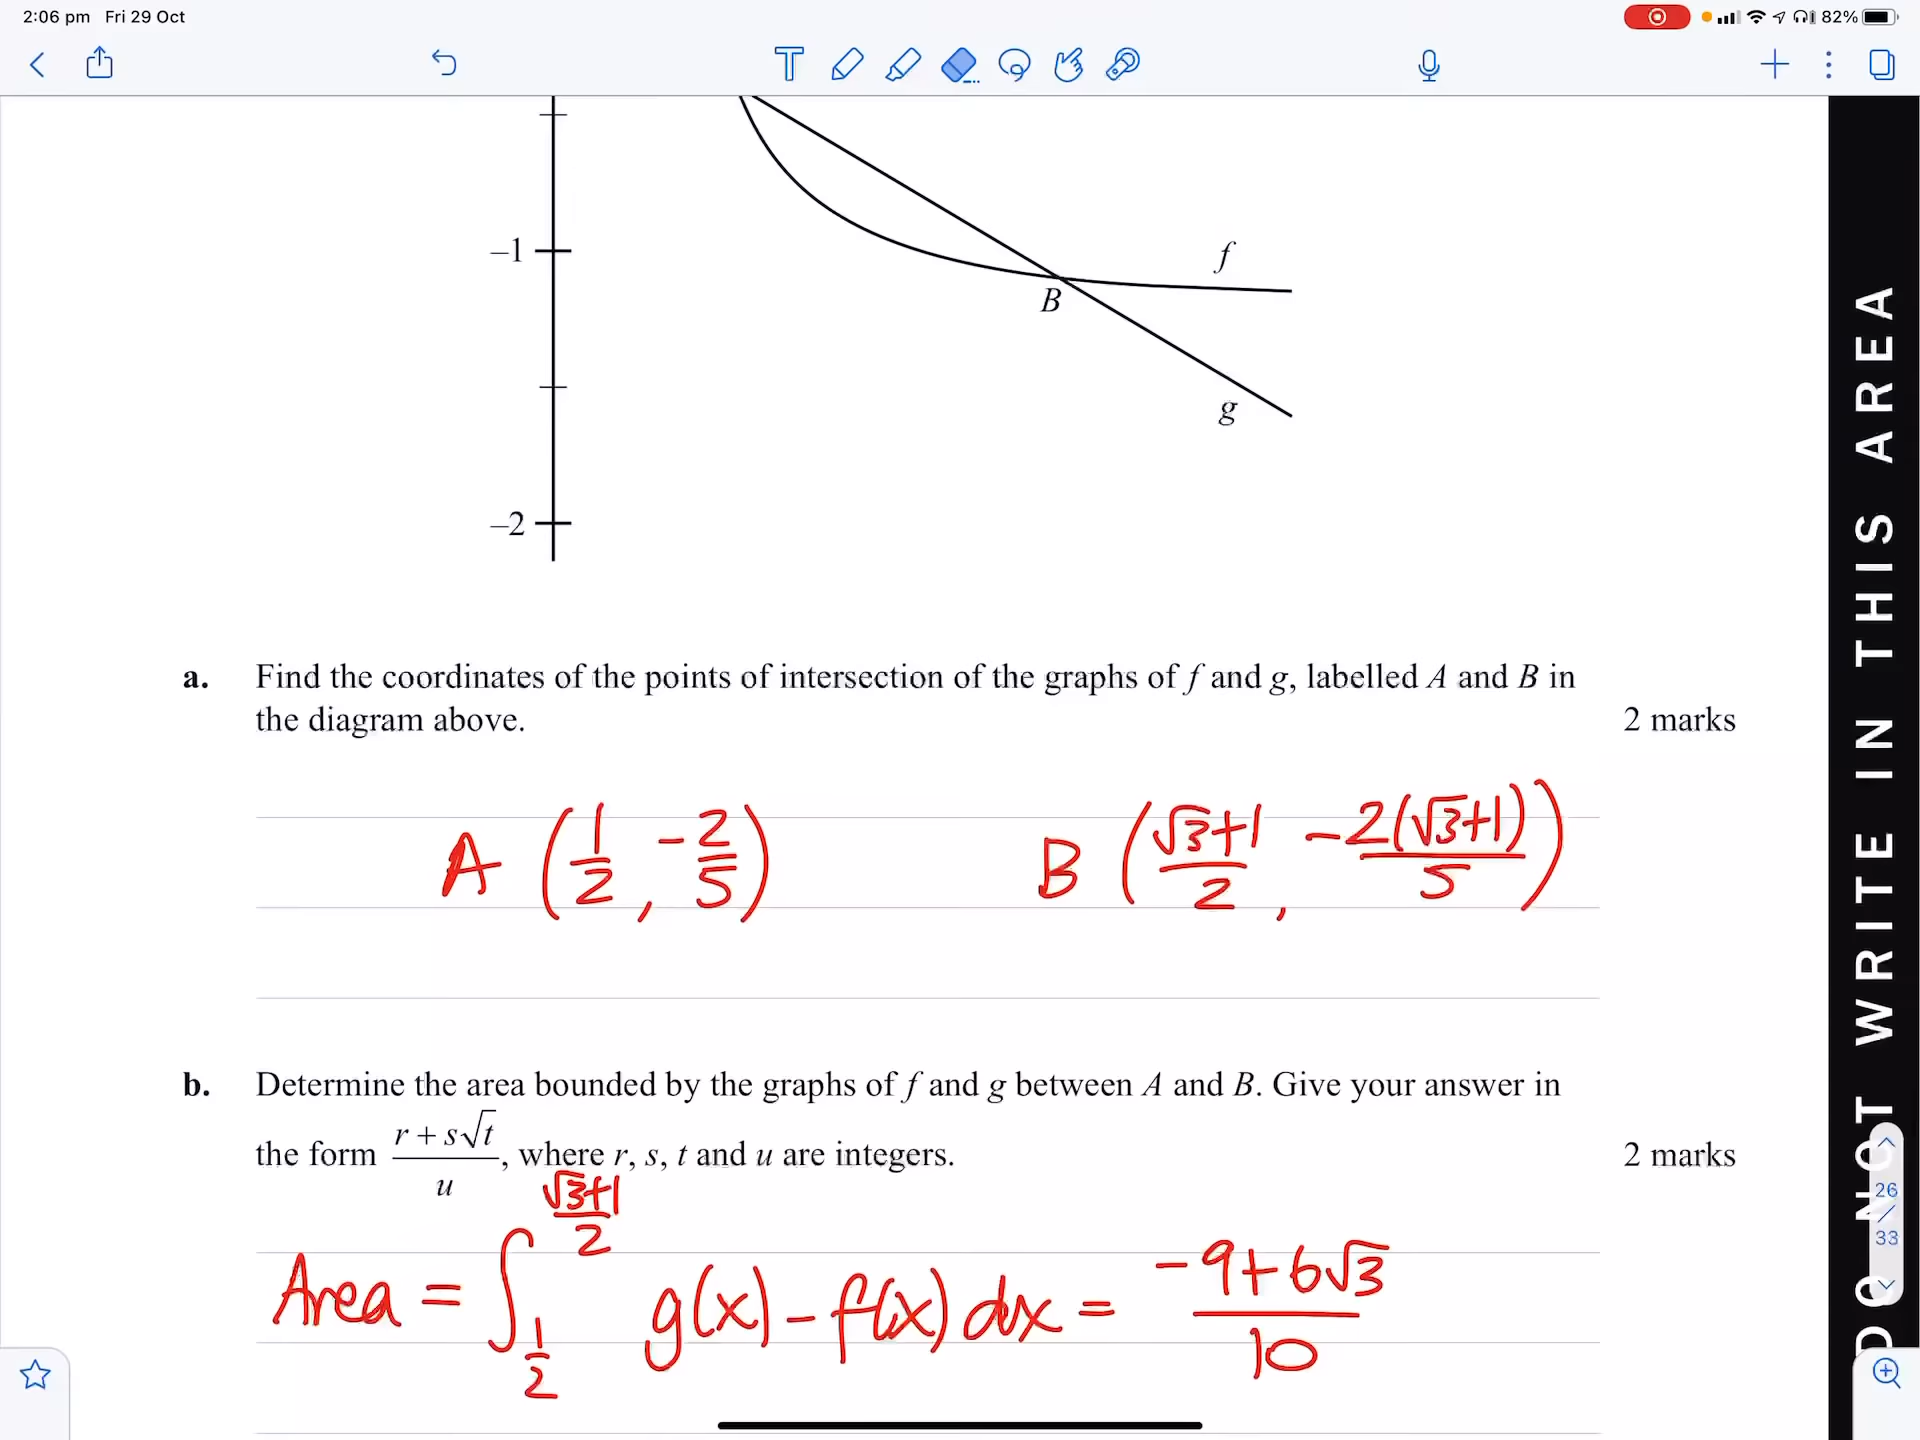 2:06 pm Fri 29 Oct
82%
–1
f
B
g
–2
a. Find the coordinates of the points of intersection of the graphs of f and g, labelled A and B in
the diagram above.
2 marks
A (1/2, -2/5)
B ((√3+1)/2, -2(√3+1)/5)
b. Determine the area bounded by the graphs of f and g between A and B. Give your answer in
the form (r + s√t)/u, where r, s, t and u are integers.
2 marks
Area = ∫_{1/2}^{(√3+1)/2} g(x) - f(x) dx = (-9+6√3)/10
DO NOT WRITE IN THIS AREA
26
/
33